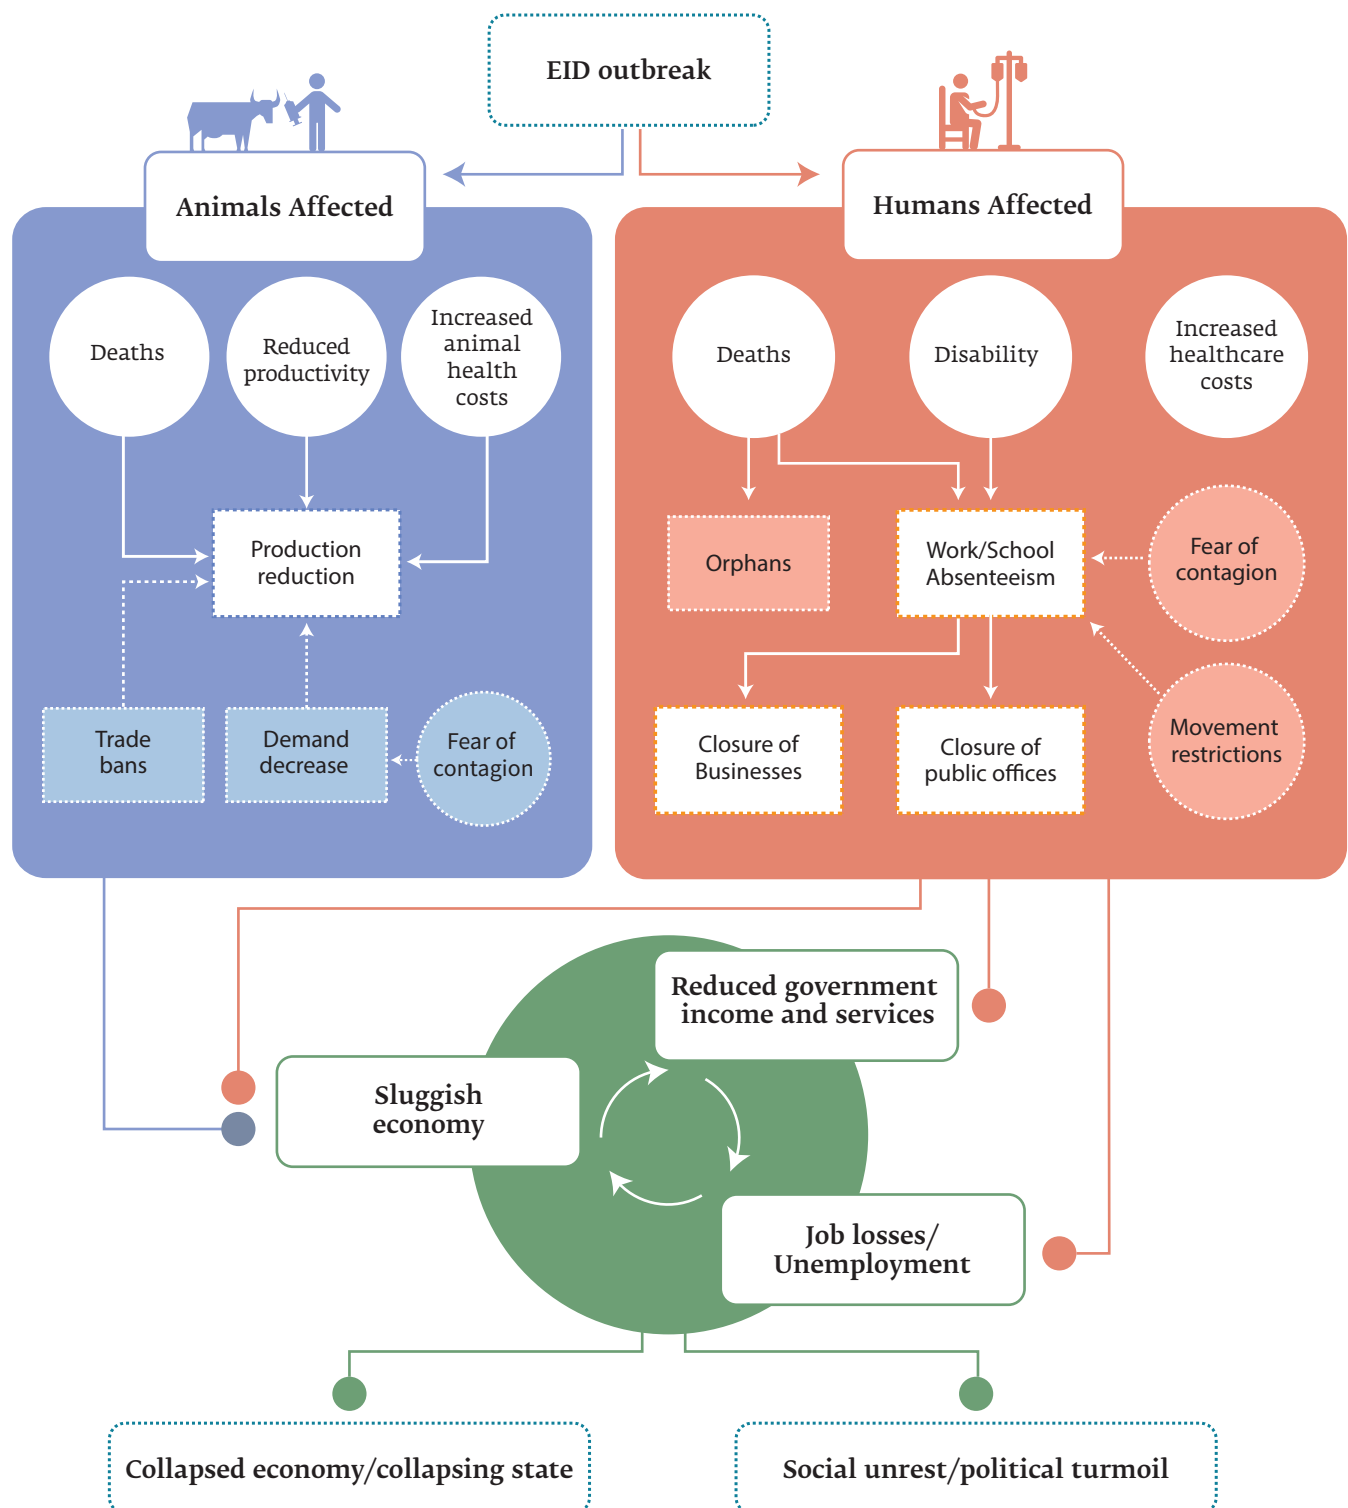 EID outbreak
Animals Affected
Humans Affected
Deaths
Reduced
productivity
Increased
animal
health
costs
Deaths
Disability
Increased
healthcare
costs
Production
reduction
Orphans
Work/School
Absenteeism
Fear of
contagion
Trade
bans
Demand
decrease
Fear of
contagion
Closure of
Businesses
Closure of
public offices
Movement
restrictions
Reduced government
income and services
Sluggish
economy
Job losses/
Unemployment
Collapsed economy/collapsing state
Social unrest/political turmoil